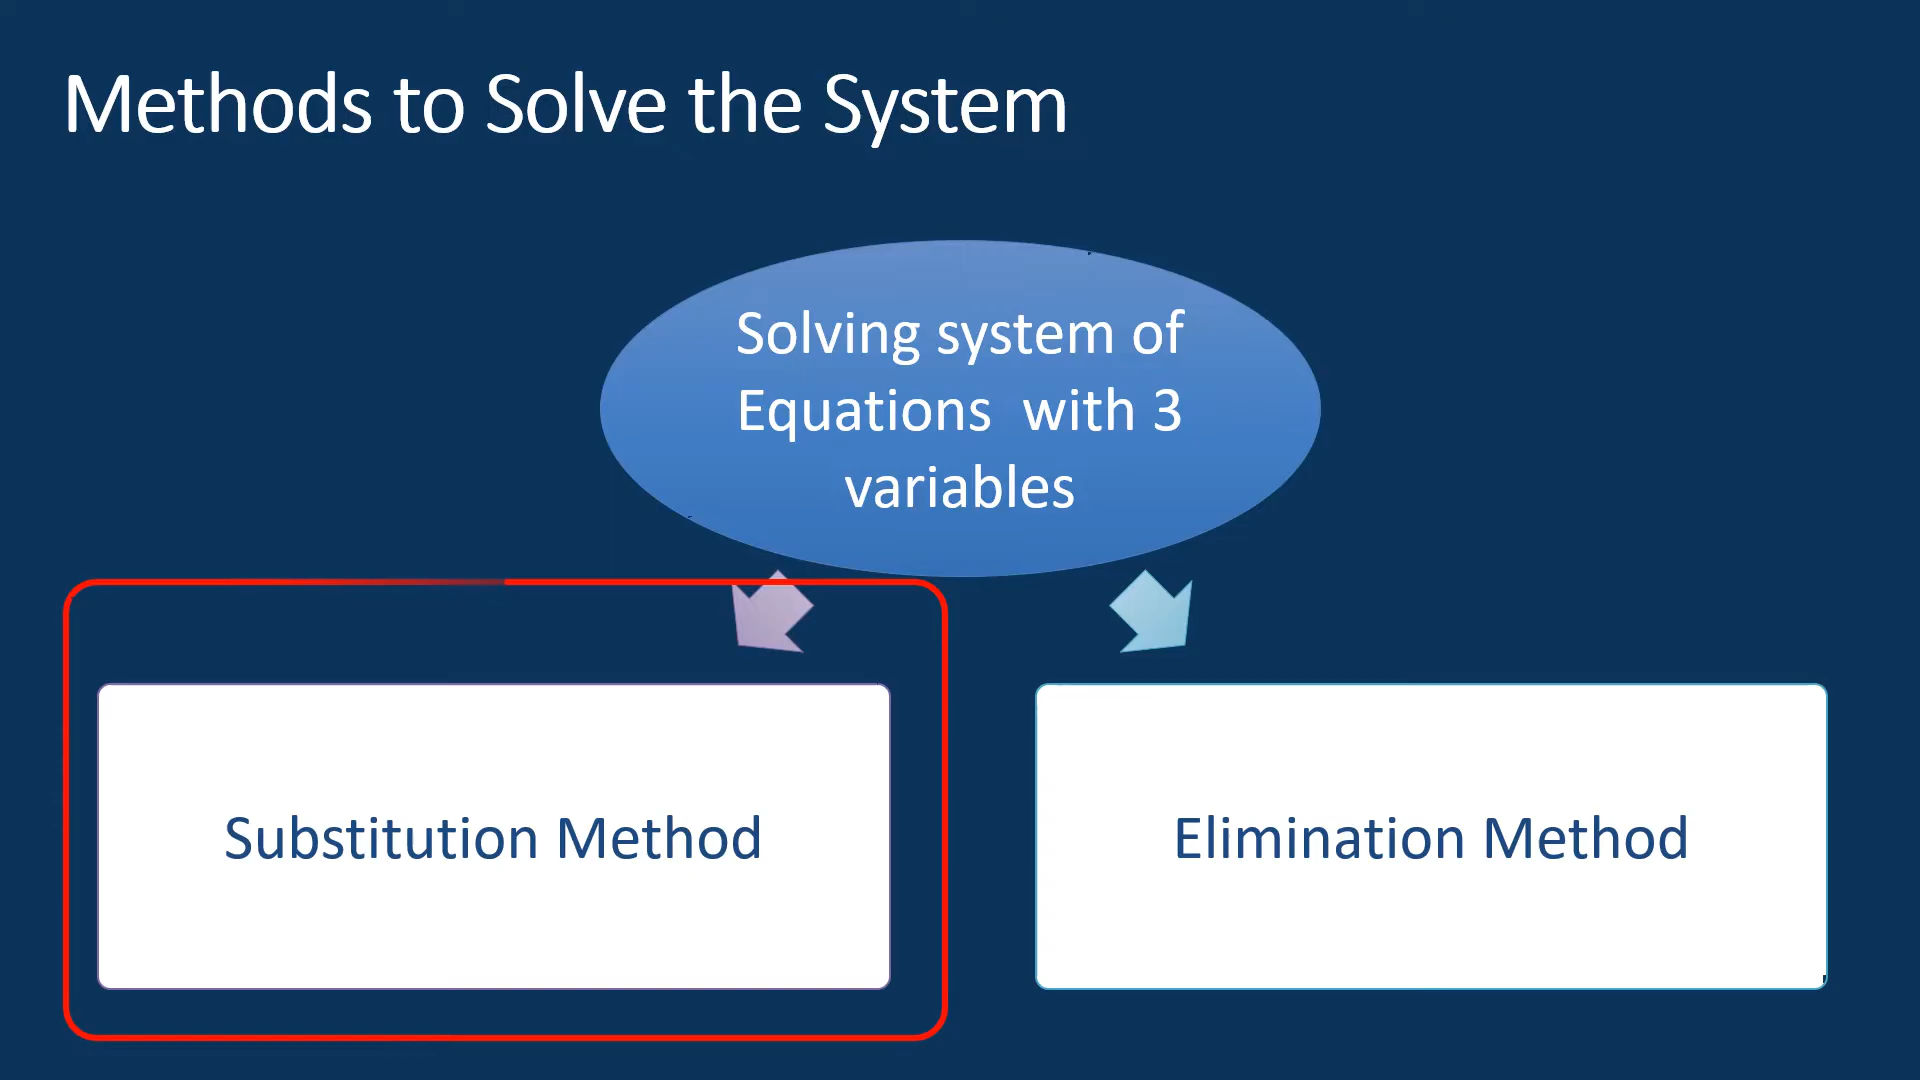 Methods to Solve the System
Solving system of
Equations  with 3
variables
Substitution Method
Elimination Method